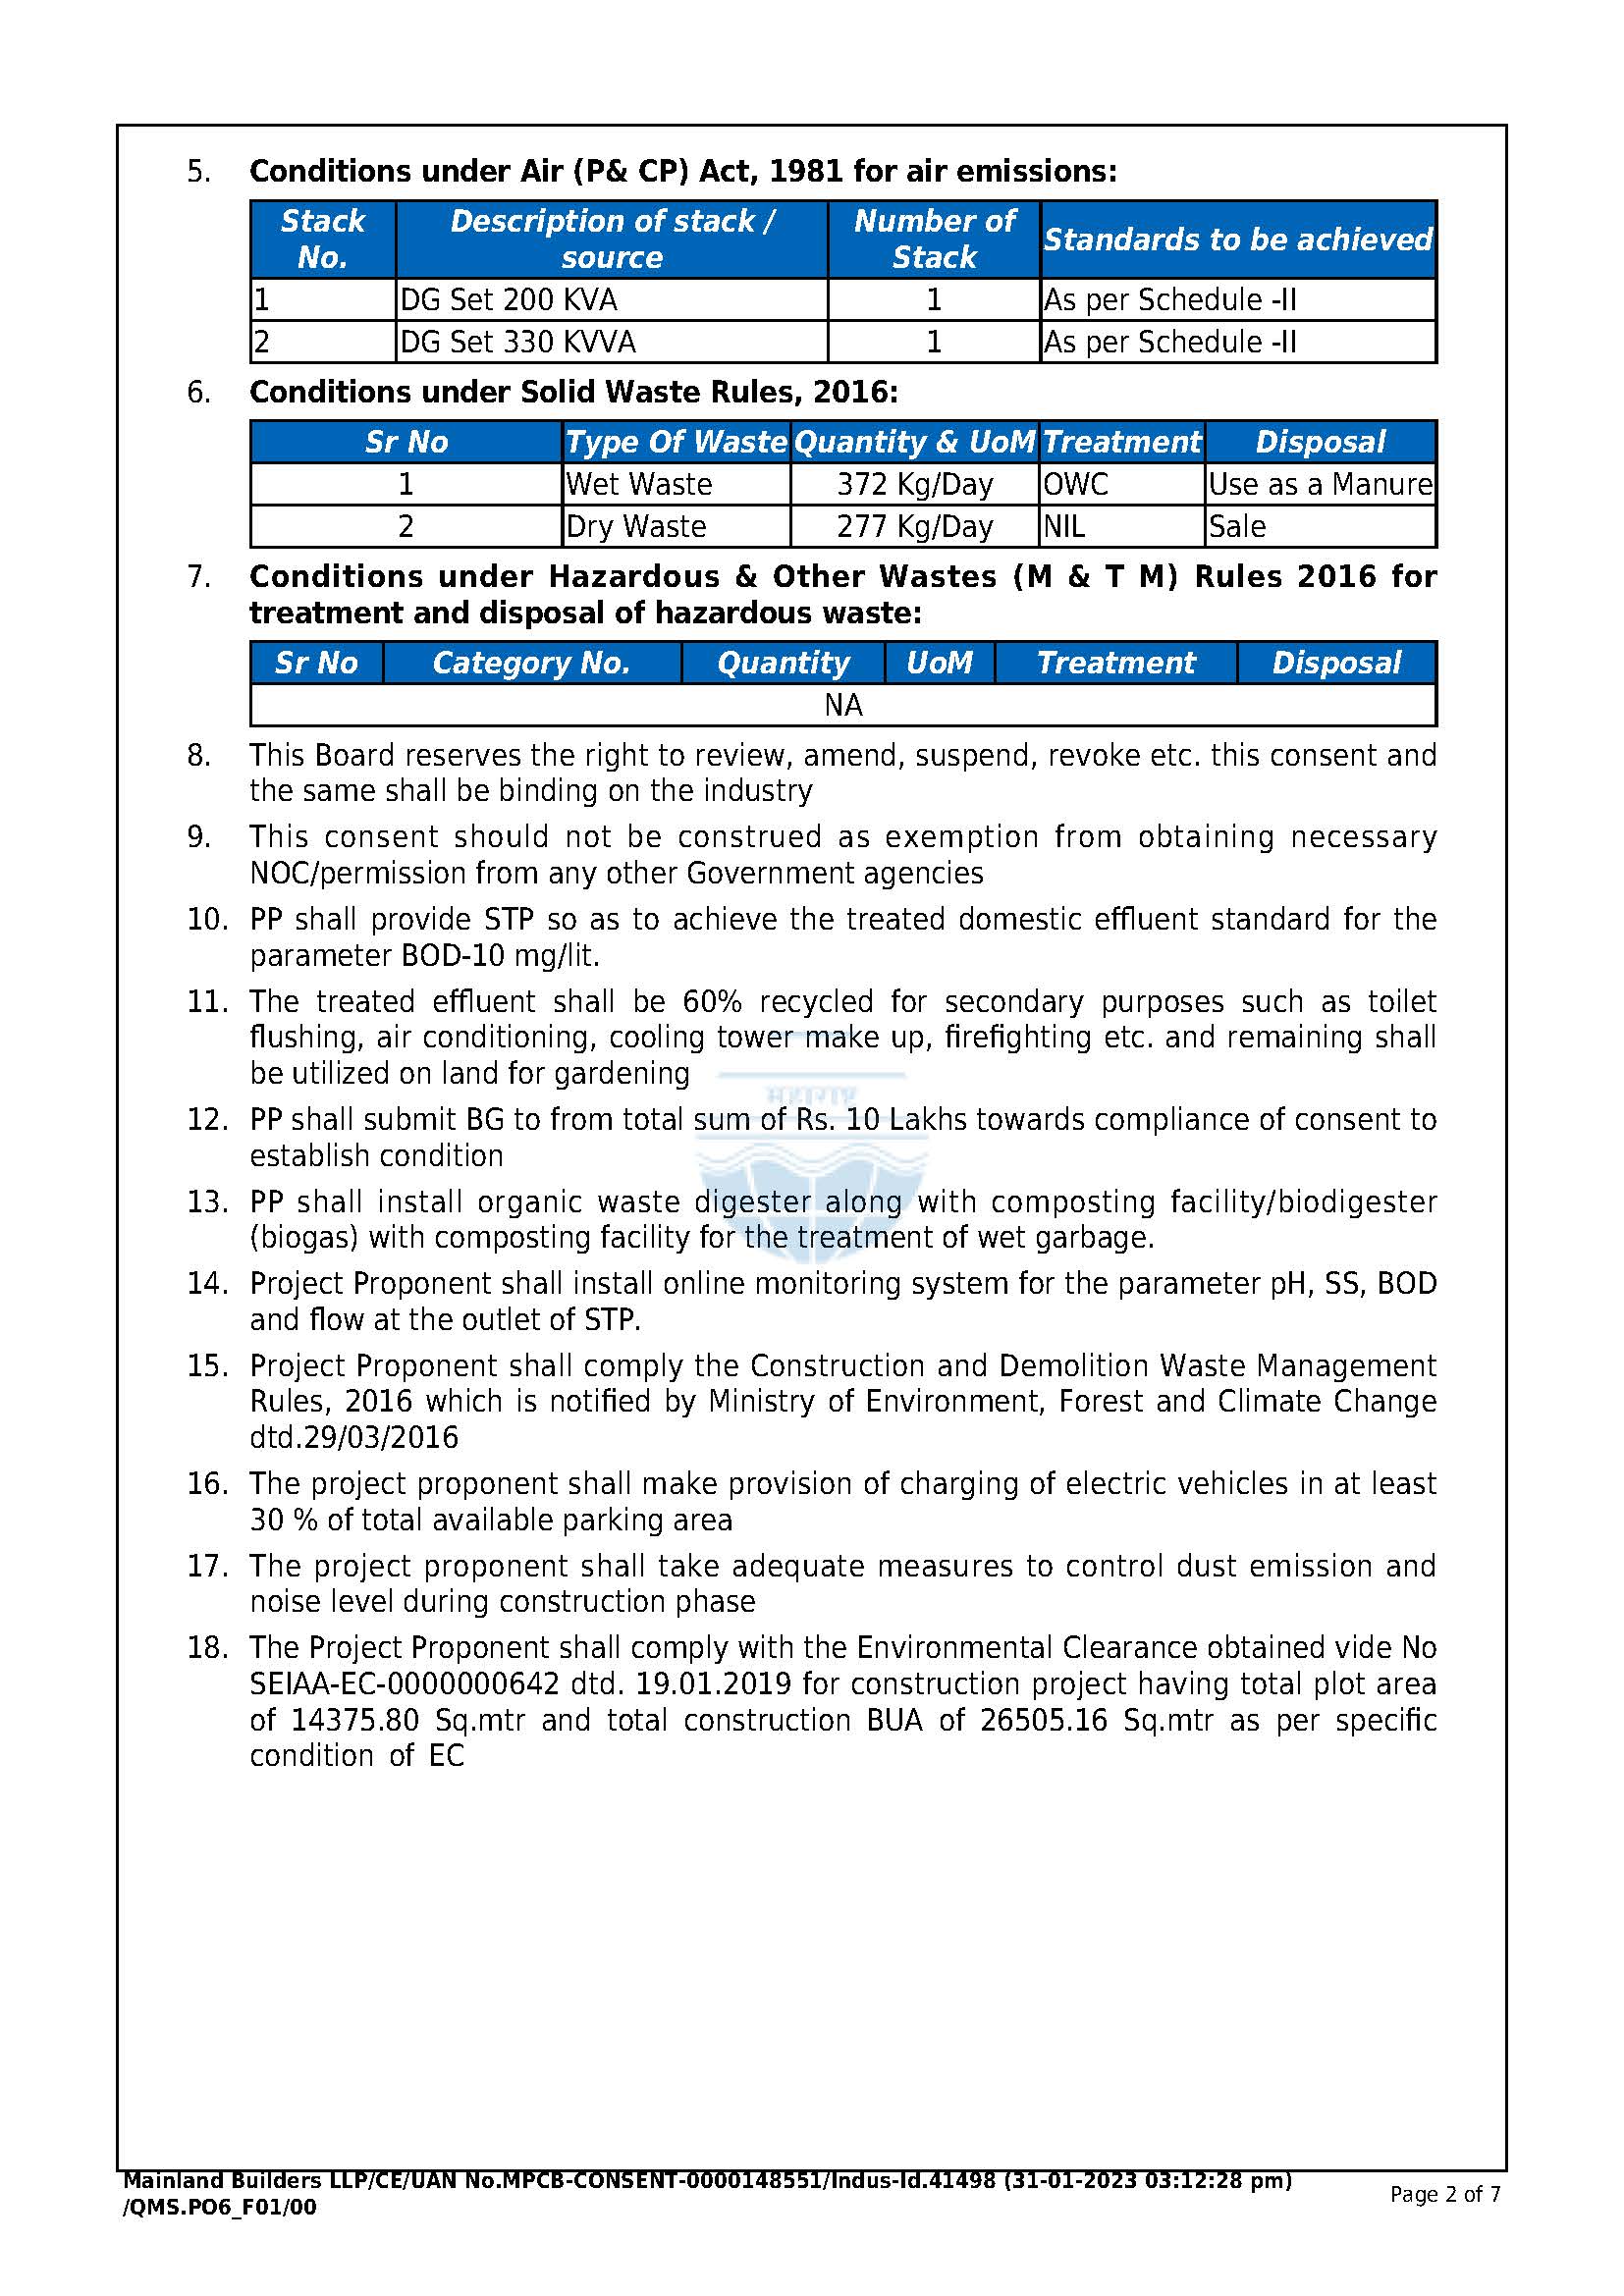 5. Conditions under Air (P& CP) Act, 1981 for air emissions:
Stack No. Description of stack / source Number of Stack Standards to be achieved
1 DG Set 200 KVA 1 As per Schedule -II
2 DG Set 330 KVVA 1 As per Schedule -II
6. Conditions under Solid Waste Rules, 2016:
Sr No Type Of Waste Quantity & UoM Treatment Disposal
1 Wet Waste 372 Kg/Day OWC Use as a Manure
2 Dry Waste 277 Kg/Day NIL Sale
7. Conditions under Hazardous & Other Wastes (M & T M) Rules 2016 for
treatment and disposal of hazardous waste:
Sr No Category No. Quantity UoM Treatment Disposal
NA
8. This Board reserves the right to review, amend, suspend, revoke etc. this consent and
the same shall be binding on the industry
9. This consent should not be construed as exemption from obtaining necessary
NOC/permission from any other Government agencies
10. PP shall provide STP so as to achieve the treated domestic effluent standard for the
parameter BOD-10 mg/lit.
11. The treated effluent shall be 60% recycled for secondary purposes such as toilet
flushing, air conditioning, cooling tower make up, firefighting etc. and remaining shall
be utilized on land for gardening
महाराष्ट्र
12. PP shall submit BG to from total sum of Rs. 10 Lakhs towards compliance of consent to
establish condition
13. PP shall install organic waste digester along with composting facility/biodigester
(biogas) with composting facility for the treatment of wet garbage.
14. Project Proponent shall install online monitoring system for the parameter pH, SS, BOD
and flow at the outlet of STP.
15. Project Proponent shall comply the Construction and Demolition Waste Management
Rules, 2016 which is notified by Ministry of Environment, Forest and Climate Change
dtd.29/03/2016
16. The project proponent shall make provision of charging of electric vehicles in at least
30 % of total available parking area
17. The project proponent shall take adequate measures to control dust emission and
noise level during construction phase
18. The Project Proponent shall comply with the Environmental Clearance obtained vide No
SEIAA-EC-0000000642 dtd. 19.01.2019 for construction project having total plot area
of 14375.80 Sq.mtr and total construction BUA of 26505.16 Sq.mtr as per specific
condition of EC
Mainland Builders LLP/CE/UAN No.MPCB-CONSENT-0000148551/Indus-Id.41498 (31-01-2023 03:12:28 pm)
/QMS.PO6_F01/00
Page 2 of 7